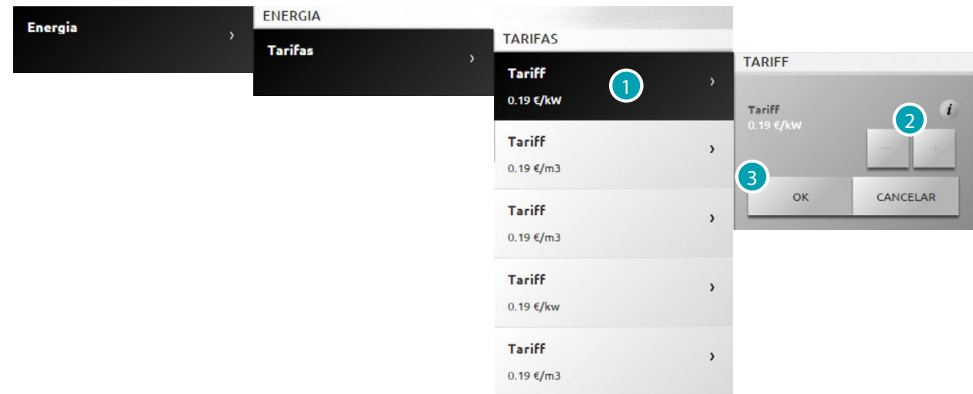 Energia
ENERGIA
Tarifas
TARIFAS
Tariff
0.19 €/kW
1
Tariff
0.19 €/m3
Tariff
0.19 €/m3
Tariff
0.19 €/kw
Tariff
0.19 €/m3
TARIFF
Tariff
0.19 €/kW
i
2
- +
3
OK CANCELAR